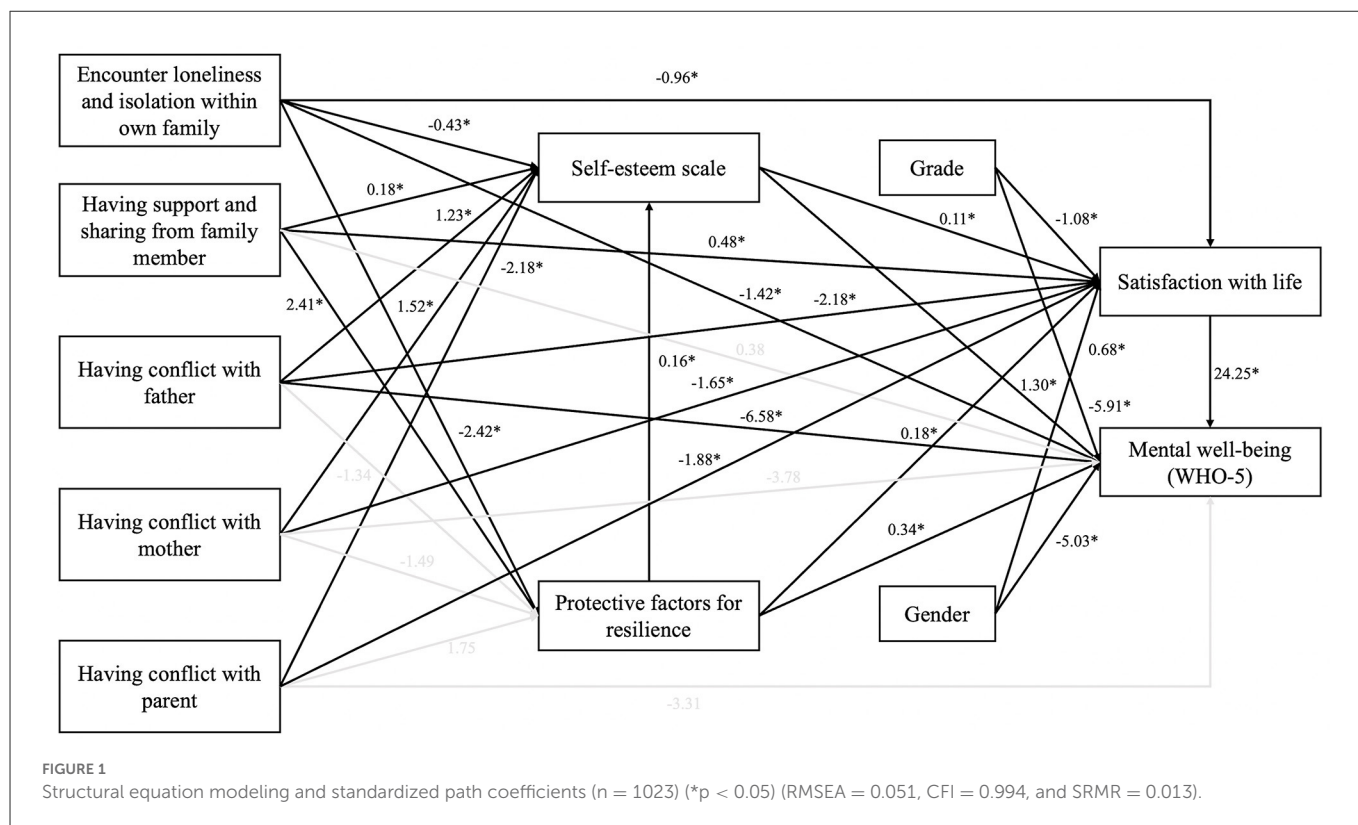 Encounter loneliness
and isolation within
own family
-0.96*
-0.43*
Self-esteem scale
Grade
Having support and
sharing from family
member
0.18*
1.23*
-2.18*
0.11*
-1.08*
0.48*
Satisfaction with life
2.41*
1.52*
-1.42*
-2.18*
Having conflict with
father
0.16*
0.38
-1.65*
0.68*
24.25*
1.30*
-5.91*
-6.58*
-2.42*
0.18*
-1.88*
Mental well-being
(WHO-5)
-1.34
-3.78
Having conflict with
mother
0.34*
-5.03*
-1.49
Protective factors for
resilience
Gender
1.75
Having conflict with
parent
-3.31
FIGURE 1
Structural equation modeling and standardized path coefficients (n = 1023) (*p < 0.05) (RMSEA = 0.051, CFI = 0.994, and SRMR = 0.013).